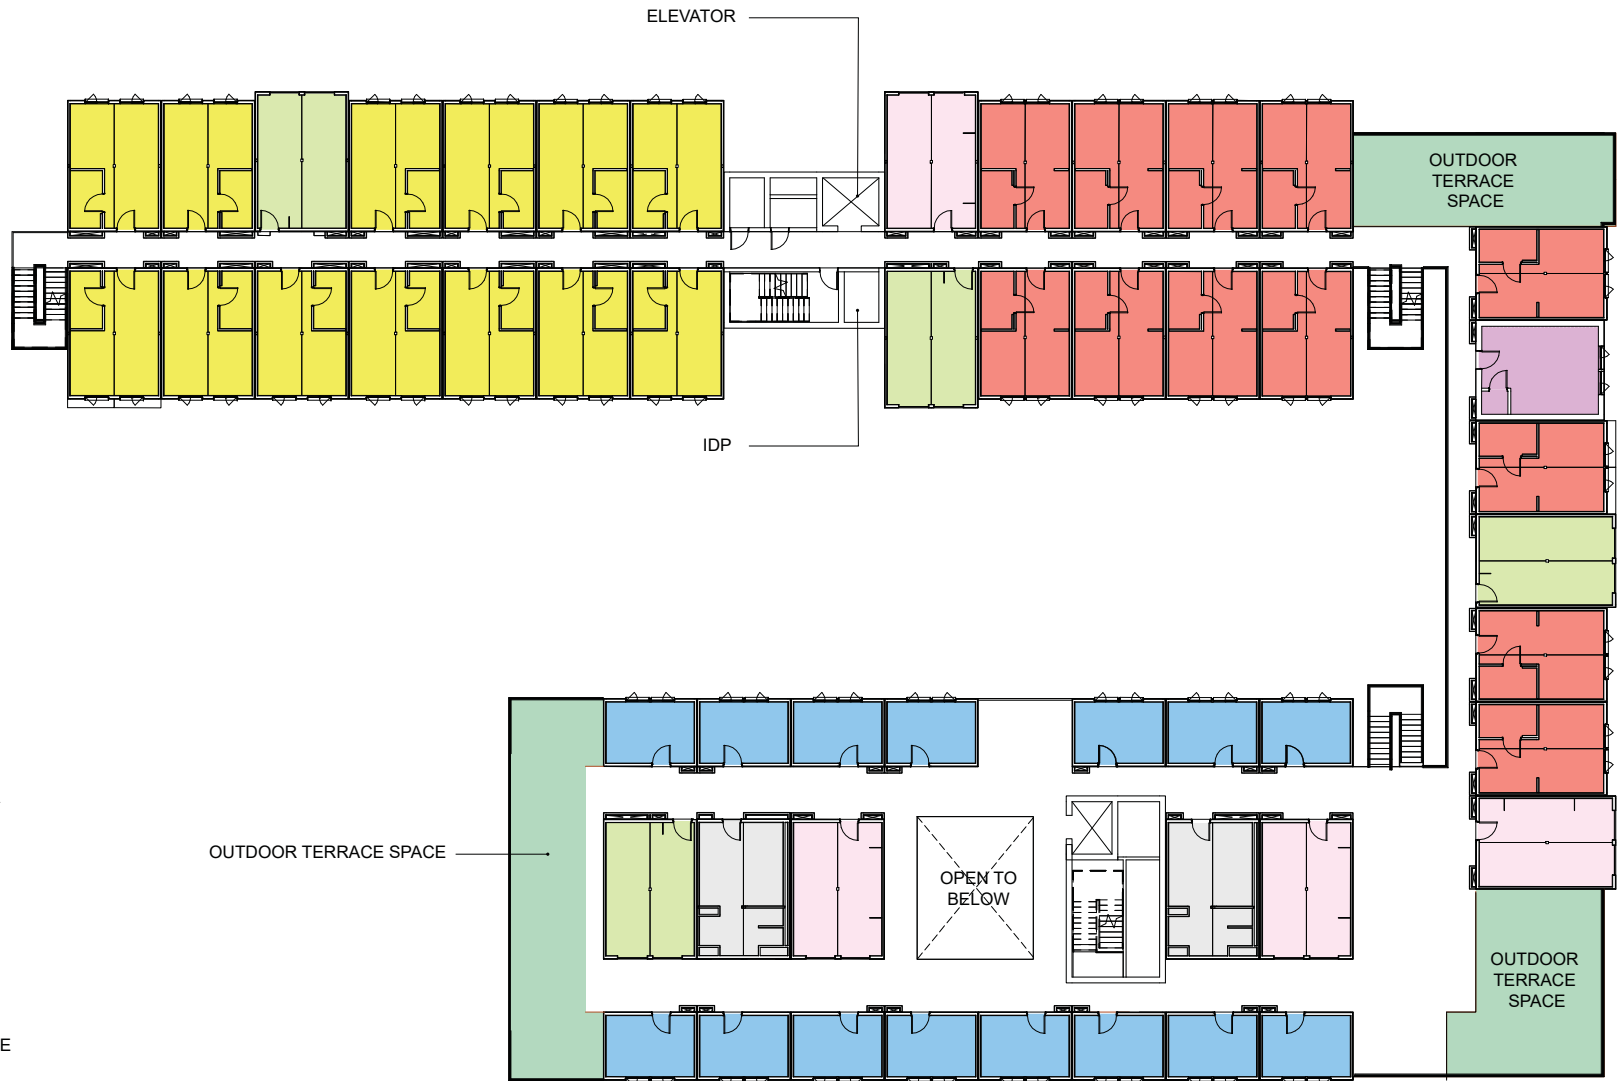 ELEVATOR
OUTDOOR
TERRACE
SPACE
IDP
OUTDOOR TERRACE SPACE
OPEN TO
BELOW
OUTDOOR
TERRACE
SPACE
E